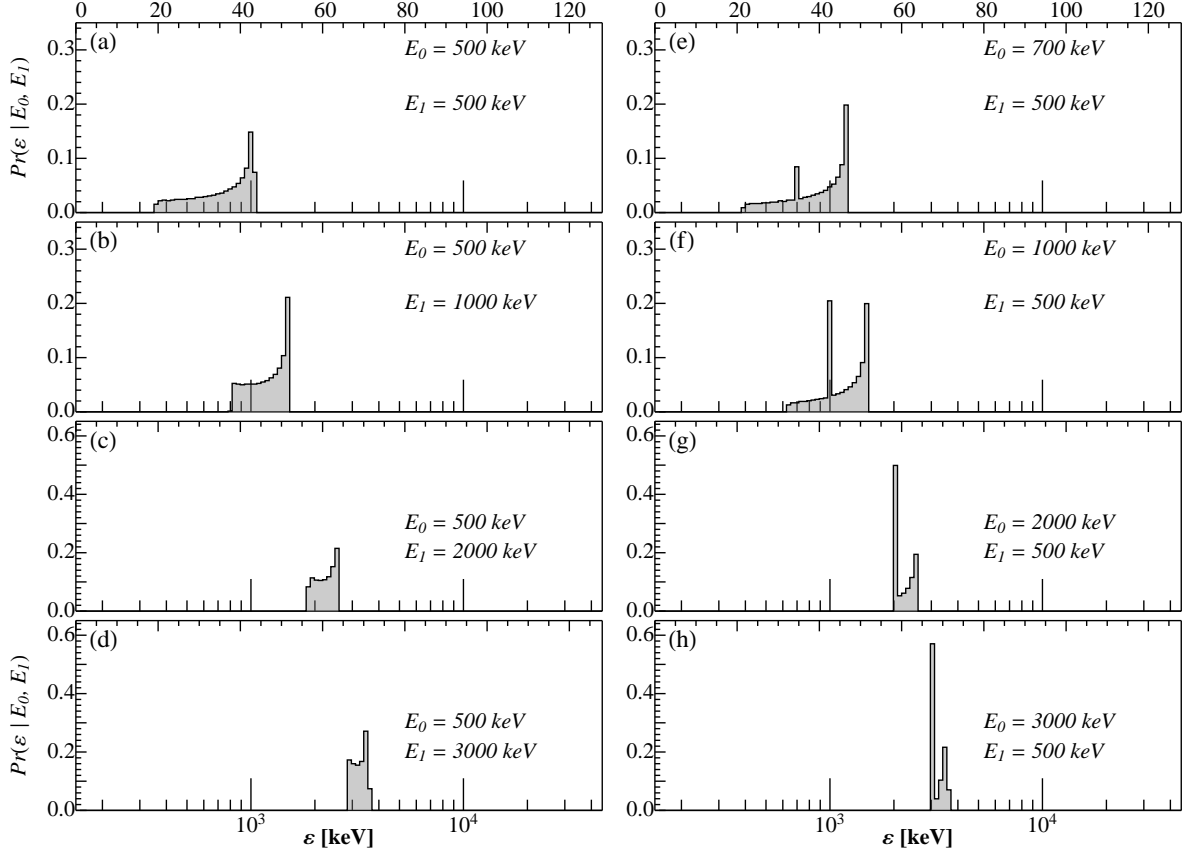 0 20 40 60 80 100 120
0 20 40 60 80 100 120
(a)
E₀ = 500 keV
E₁ = 500 keV
0.3
0.2
0.1
0.0
Pr(ε | E₀, E₁)
(e)
E₀ = 700 keV
E₁ = 500 keV
0.3
0.2
0.1
0.0
(b)
E₀ = 500 keV
E₁ = 1000 keV
0.3
0.2
0.1
0.0
(f)
E₀ = 1000 keV
E₁ = 500 keV
0.3
0.2
0.1
0.0
(c)
E₀ = 500 keV
E₁ = 2000 keV
0.6
0.4
0.2
0.0
(g)
E₀ = 2000 keV
E₁ = 500 keV
0.6
0.4
0.2
0.0
(d)
E₀ = 500 keV
E₁ = 3000 keV
0.6
0.4
0.2
0.0
Pr(ε | E₀, E₁)
(h)
E₀ = 3000 keV
E₁ = 500 keV
0.6
0.4
0.2
0.0
10³ 10⁴
ε [keV]
10³ 10⁴
ε [keV]